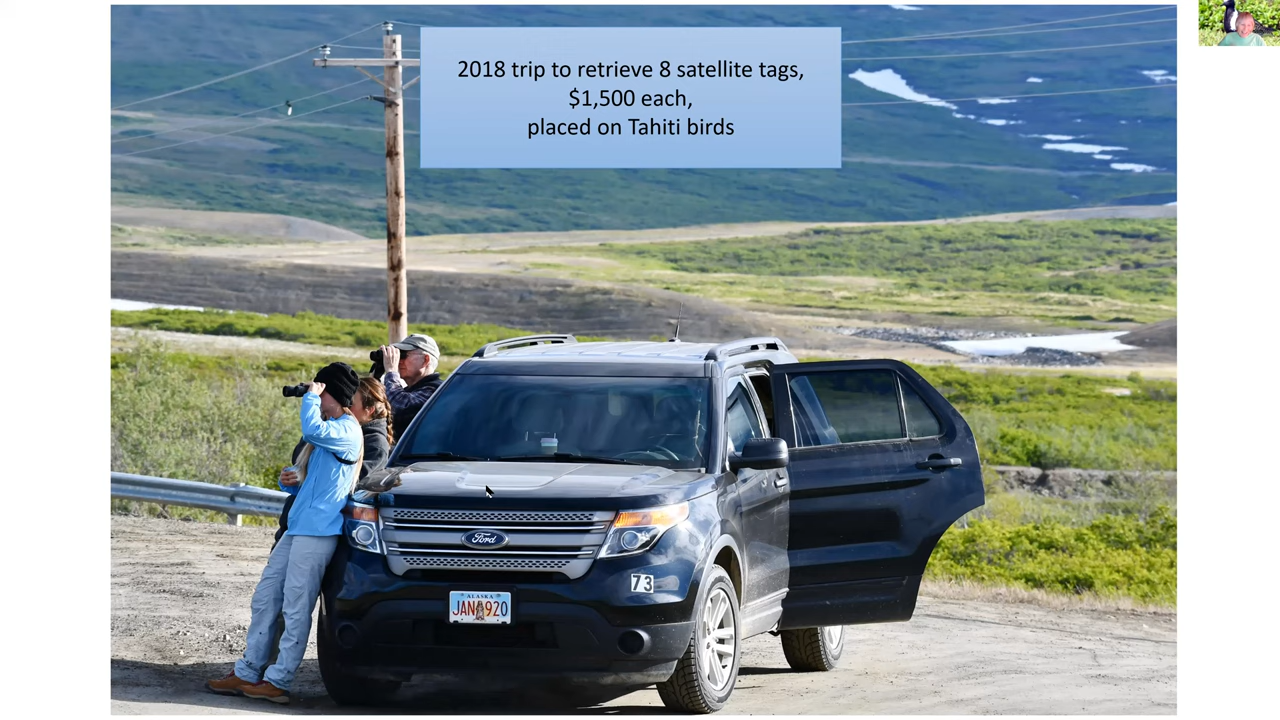 2018 trip to retrieve 8 satellite tags,
$1,500 each,
placed on Tahiti birds
Ford
73
ALASKA
JAN 920